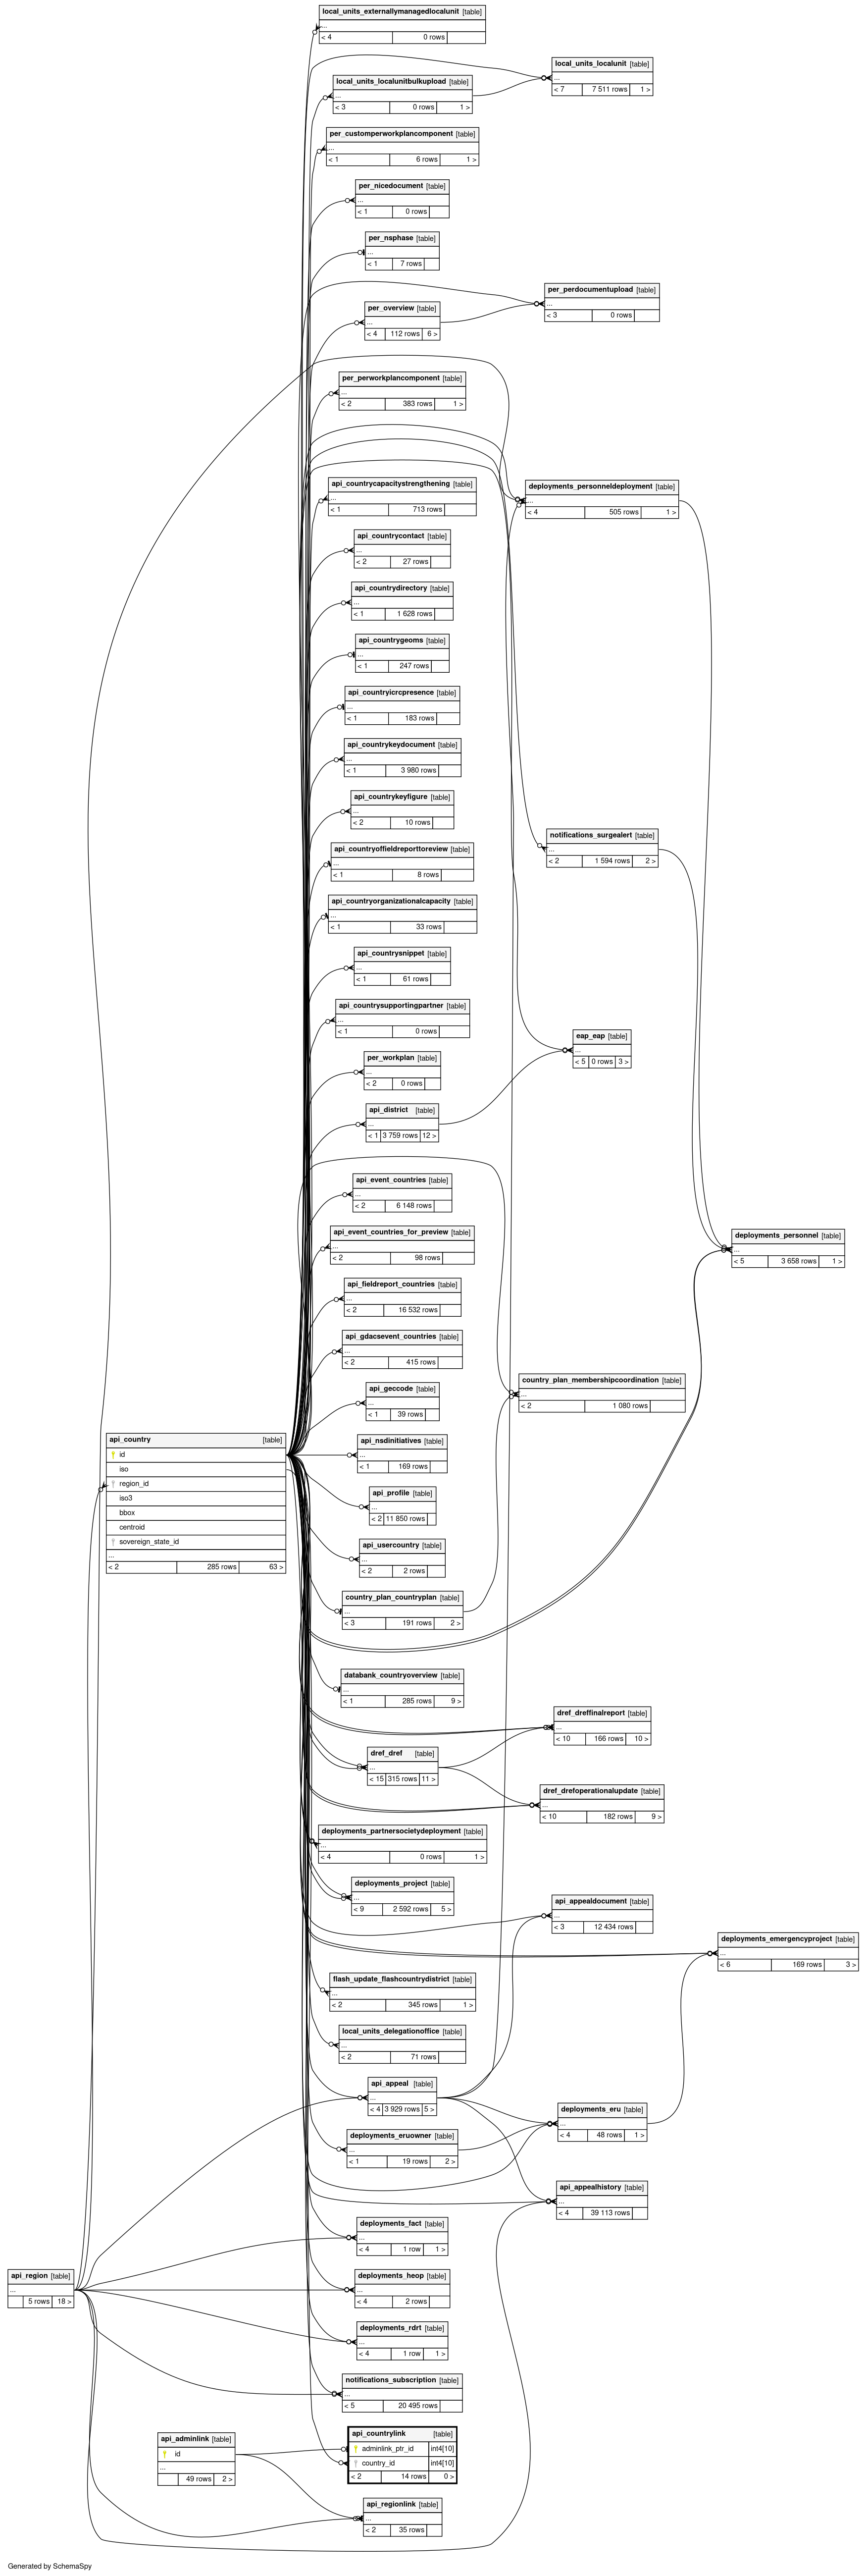 local_units_externallymanagedlocalunit [table]
...
< 4 0 rows
local_units_localunit [table]
...
< 7 7 511 rows 1 >
local_units_localunitbulkupload [table]
...
< 3 0 rows 1 >
per_customperworkplancomponent [table]
...
< 1 6 rows 1 >
per_nicedocument [table]
...
< 1 0 rows
per_nsphase [table]
...
< 1 7 rows
per_perdocumentupload [table]
...
< 3 0 rows
per_overview [table]
...
< 4 112 rows 6 >
per_perworkplancomponent [table]
...
< 2 383 rows 1 >
api_countrycapacitystrengthening [table]
...
< 1 713 rows
deployments_personneldeployment [table]
...
< 4 505 rows 1 >
api_countrycontact [table]
...
< 2 27 rows
api_countrydirectory [table]
...
< 1 1 628 rows
api_countrygeoms [table]
...
< 1 247 rows
api_countryicrcpresence [table]
...
< 1 183 rows
api_countrykeydocument [table]
...
< 1 3 980 rows
api_countrykeyfigure [table]
...
< 2 10 rows
notifications_surgealert [table]
...
< 2 1 594 rows 2 >
api_countryoffieldreporttoreview [table]
...
< 1 8 rows
api_countryorganizationalcapacity [table]
...
< 1 33 rows
api_countrysnippet [table]
...
< 1 61 rows
api_countrysupportingpartner [table]
...
< 1 0 rows
eap_eap [table]
...
< 5 0 rows 3 >
per_workplan [table]
...
< 2 0 rows
api_district [table]
...
< 1 3 759 rows 12 >
api_event_countries [table]
...
< 2 6 148 rows
api_event_countries_for_preview [table]
...
< 2 98 rows
deployments_personnel [table]
...
< 5 3 658 rows 1 >
api_fieldreport_countries [table]
...
< 2 16 532 rows
api_gdacsevent_countries [table]
...
< 2 415 rows
api_geccode [table]
...
< 1 39 rows
country_plan_membershipcoordination [table]
...
< 2 1 080 rows
api_country [table]
id
iso
region_id
iso3
bbox
centroid
sovereign_state_id
...
< 2 285 rows 63 >
api_nsdinitiatives [table]
...
< 1 169 rows
api_profile [table]
...
< 2 11 850 rows
api_usercountry [table]
...
< 2 2 rows
country_plan_countryplan [table]
...
< 3 191 rows 2 >
databank_countryoverview [table]
...
< 1 285 rows 9 >
dref_dreffinalreport [table]
...
< 10 166 rows 10 >
dref_dref [table]
...
< 15 315 rows 11 >
dref_drefoperationalupdate [table]
...
< 10 182 rows 9 >
deployments_partnersocietydeployment [table]
...
< 4 0 rows 1 >
deployments_project [table]
...
< 9 2 592 rows 5 >
api_appealdocument [table]
...
< 3 12 434 rows
deployments_emergencyproject [table]
...
< 6 169 rows 3 >
flash_update_flashcountrydistrict [table]
...
< 2 345 rows 1 >
local_units_delegationoffice [table]
...
< 2 71 rows
api_appeal [table]
...
< 4 3 929 rows 5 >
deployments_eru [table]
...
< 4 48 rows 1 >
deployments_eruowner [table]
...
< 1 19 rows 2 >
api_appealhistory [table]
...
< 4 39 113 rows
deployments_fact [table]
...
< 4 1 row 1 >
api_region [table]
...
5 rows 18 >
deployments_heop [table]
...
< 4 2 rows
deployments_rdrt [table]
...
< 4 1 row 1 >
notifications_subscription [table]
...
< 5 20 495 rows
api_adminlink [table]
id
...
49 rows 2 >
api_countrylink [table]
adminlink_ptr_id int4[10]
country_id int4[10]
< 2 14 rows 0 >
api_regionlink [table]
...
< 2 35 rows
Generated by SchemaSpy